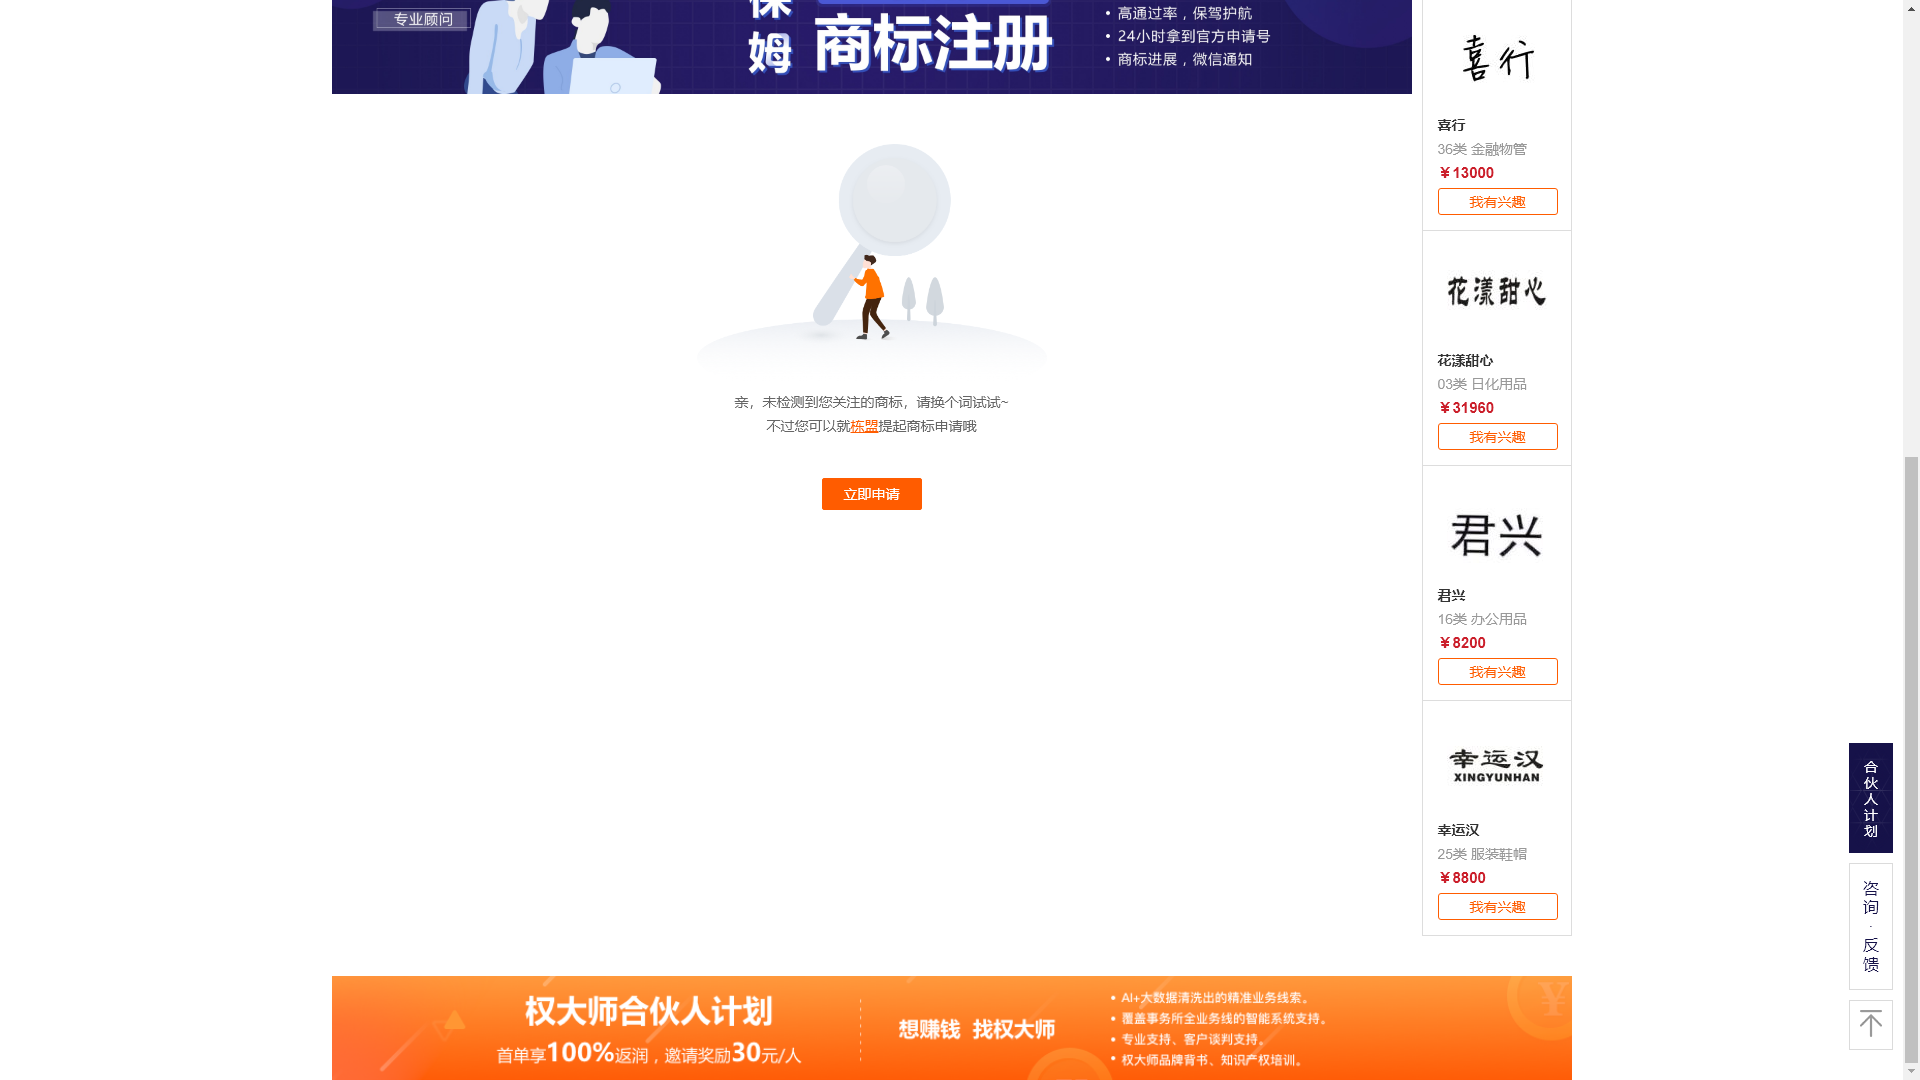 专业顾问
保姆
商标注册
• 高通过率，保驾护航
• 24小时拿到官方申请号
• 商标进展，微信通知
亲，未检测到您关注的商标，请换个词试试~
不过您可以就栋盟提起商标申请哦
立即申请
喜行
喜行
36类 金融物管
￥13000
我有兴趣
花漾甜心
花漾甜心
03类 日化用品
￥31960
我有兴趣
君兴
君兴
16类 办公用品
￥8200
我有兴趣
幸运汉
XINGYUNHAN
幸运汉
25类 服装鞋帽
￥8800
我有兴趣
合伙人计划
咨询·反馈
权大师合伙人计划
首单享100%返润，邀请奖励30元/人
想赚钱 找权大师
• AI+大数据清洗出的精准业务线索。
• 覆盖事务所全业务线的智能系统支持。
• 专业支持、客户谈判支持。
• 权大师品牌背书、知识产权培训。